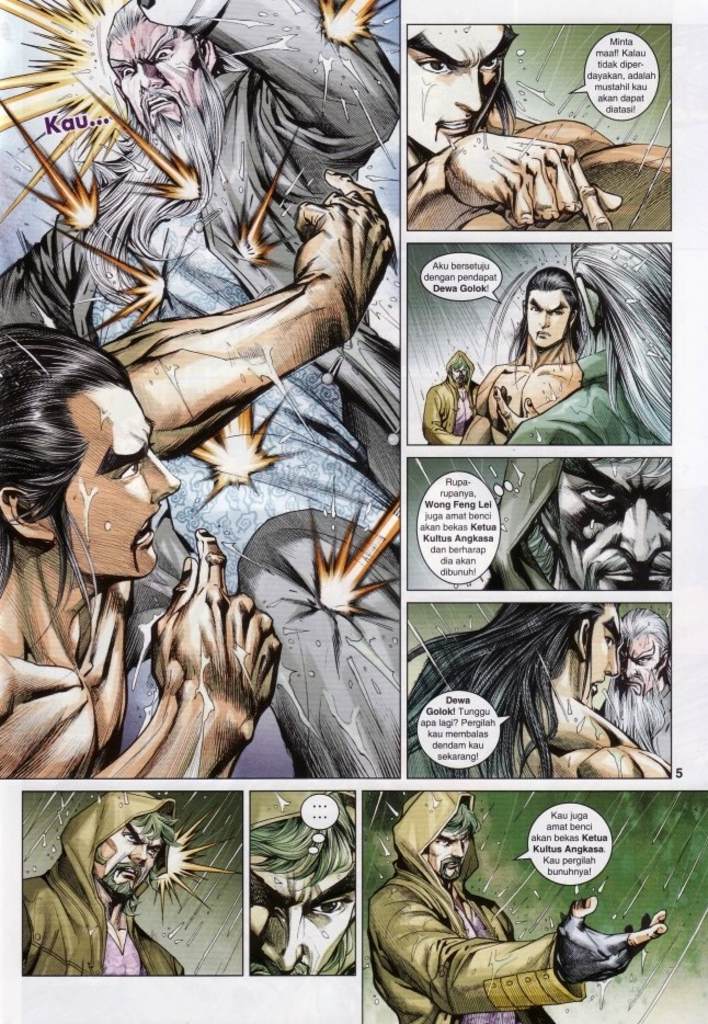 Kau...
Minta
maaf! Kalau
tidak diper-
dayakan, adalah
mustahil kau
akan dapat
diatasi!
Aku bersetuju
dengan pendapat
Dewa Golok!
Rupa-
rupanya,
Wong Feng Lei
juga amat benci
akan bekas Ketua
Kultus Angkasa
dan berharap
dia akan
dibunuh!
Dewa
Golok! Tunggu
apa lagi? Pergilah
kau membalas
dendam kau
sekarang!
5
...
...
Kau juga
amat benci
akan bekas Ketua
Kultus Angkasa.
Kau pergilah
bunuhnya!